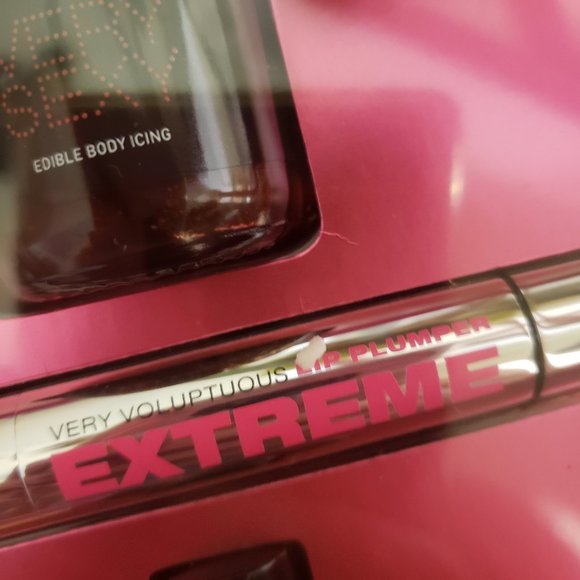 VERY
SEXY
EDIBLE BODY ICING
VERY VOLUPTUOUS LIP PLUMPER
EXTREME